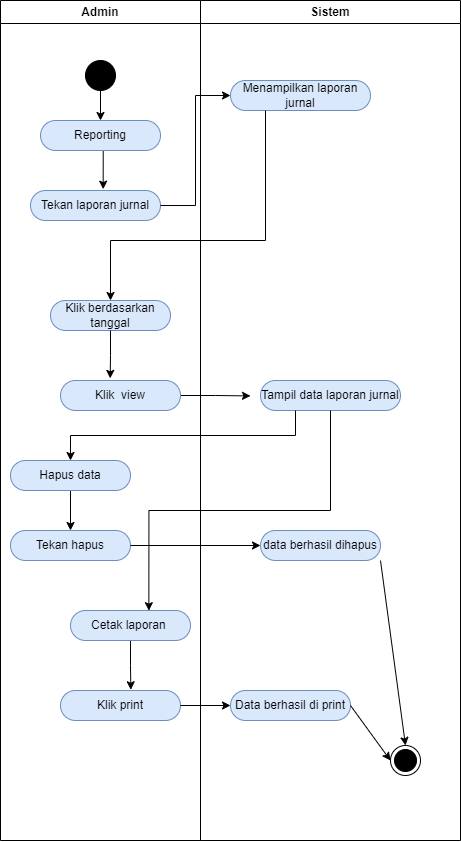 Admin
Sistem
Menampilkan laporan
jurnal
Reporting
Tekan laporan jurnal
Klik berdasarkan
tanggal
Klik view
Tampil data laporan jurnal
Hapus data
Tekan hapus
data berhasil dihapus
Cetak laporan
Klik print
Data berhasil di print